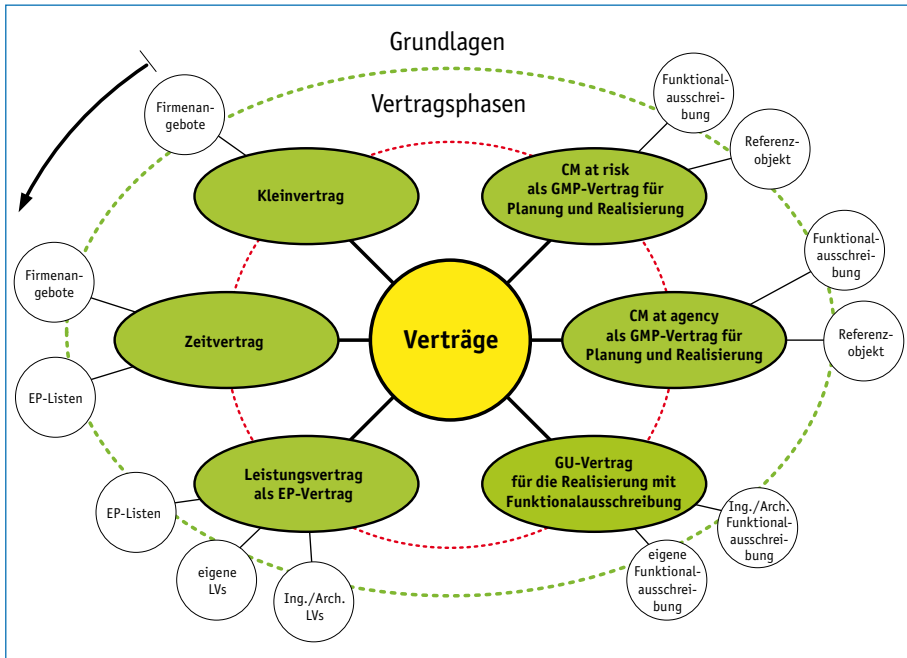 Grundlagen
Vertragsphasen
Firmenan-
gebote
Kleinvertrag
Funktional-
ausschrei-
bung
Referenz-
objekt
CM at risk
als GMP-Vertrag für
Planung und Realisierung
Firmenan-
gebote
EP-Listen
Zeitvertrag
Verträge
CM at agency
als GMP-Vertrag für
Planung und Realisierung
Funktional-
ausschrei-
bung
Referenz-
objekt
Leistungsvertrag
als EP-Vertrag
EP-Listen
eigene
LVs
Ing./Arch.
LVs
GU-Vertrag
für die Realisierung mit
Funktionalausschreibung
Ing./Arch.
Funktional-
ausschrei-
bung
eigene
Funktional-
ausschrei-
bung